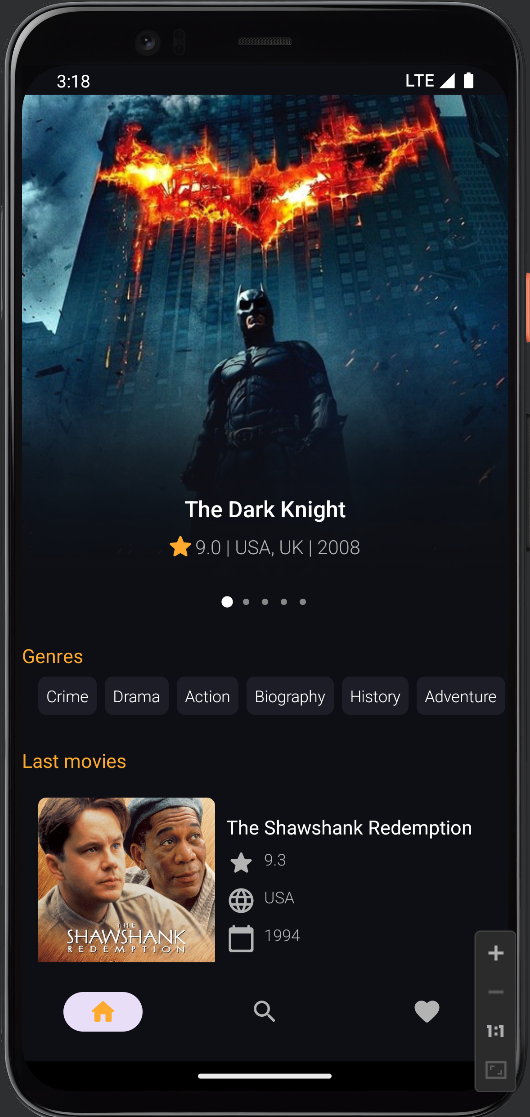 3:18 LTE
The Dark Knight
9.0 | USA, UK | 2008
Genres
Crime Drama Action Biography History Adventure
Last movies
The Shawshank Redemption
9.3
USA
1994
THE
SHAWSHANK
REDEMPTION
1:1